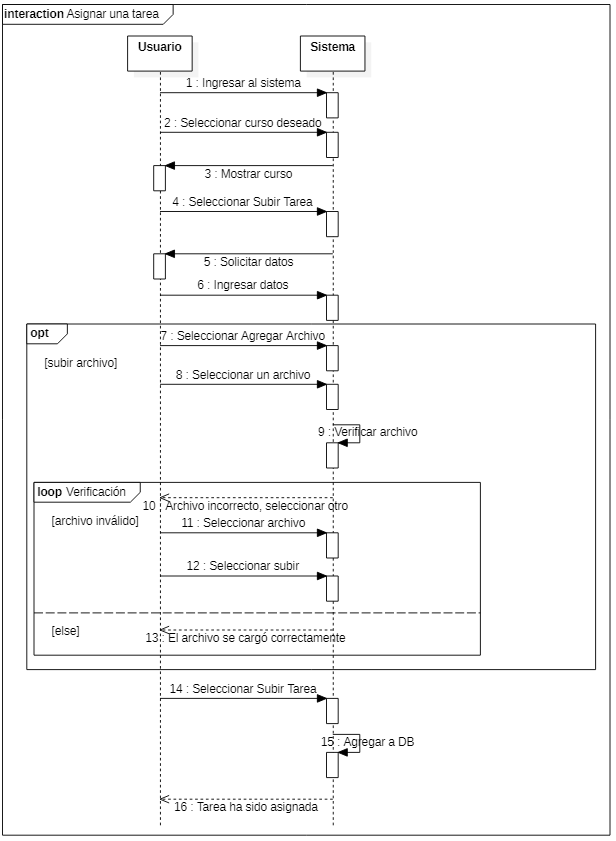 interaction Asignar una tarea
Usuario
Sistema
1 : Ingresar al sistema
2 : Seleccionar curso deseado
3 : Mostrar curso
4 : Seleccionar Subir Tarea
5 : Solicitar datos
6 : Ingresar datos
opt
7 : Seleccionar Agregar Archivo
[subir archivo]
8 : Seleccionar un archivo
9 : Verificar archivo
loop Verificación
10 : Archivo incorrecto, seleccionar otro
[archivo inválido]
11 : Seleccionar archivo
12 : Seleccionar subir
[else]
13 : El archivo se cargó correctamente
14 : Seleccionar Subir Tarea
15 : Agregar a DB
16 : Tarea ha sido asignada